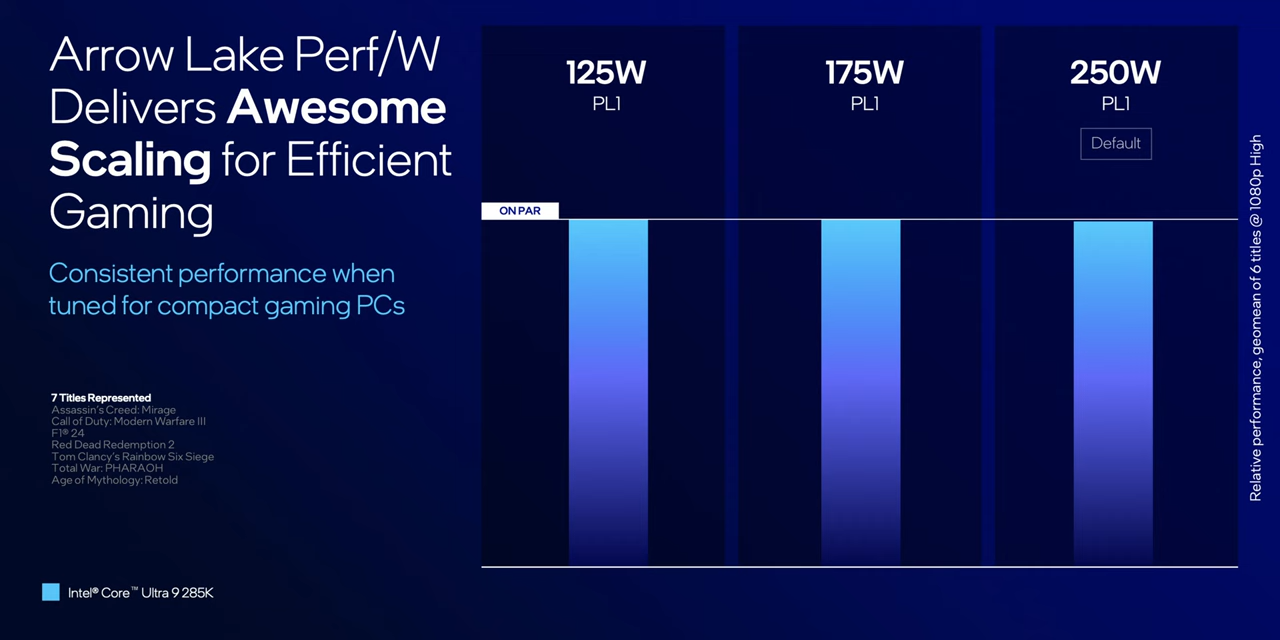 Arrow Lake Perf/W
Delivers Awesome
Scaling for Efficient
Gaming
Consistent performance when
tuned for compact gaming PCs
7 Titles Represented
Assassin's Creed: Mirage
Call of Duty: Modern Warfare III
F1® 24
Red Dead Redemption 2
Tom Clancy's Rainbow Six Siege
Total War: PHARAOH
Age of Mythology: Retold
Intel® Core™ Ultra 9 285K
125W
PL1
175W
PL1
250W
PL1
Default
ON PAR
Relative performance, geomean of 6 titles @ 1080p High